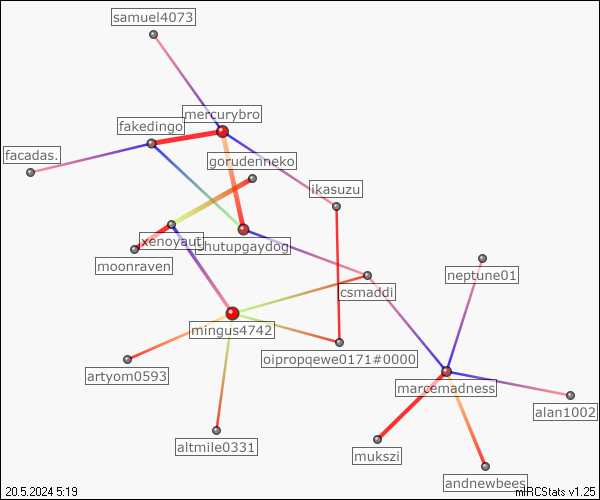 samuel4073
mercurybro
fakedingo
facadas.
gorudenneko
ikasuzu
xenoyaut
shutupgaydog
moonraven
neptune01
csmaddi
mingus4742
oipropqewe0171#0000
artyom0593
marcemadness
alan1002
altmile0331
mukszi
andnewbees
20.5.2024 5:19
mIRCStats v1.25